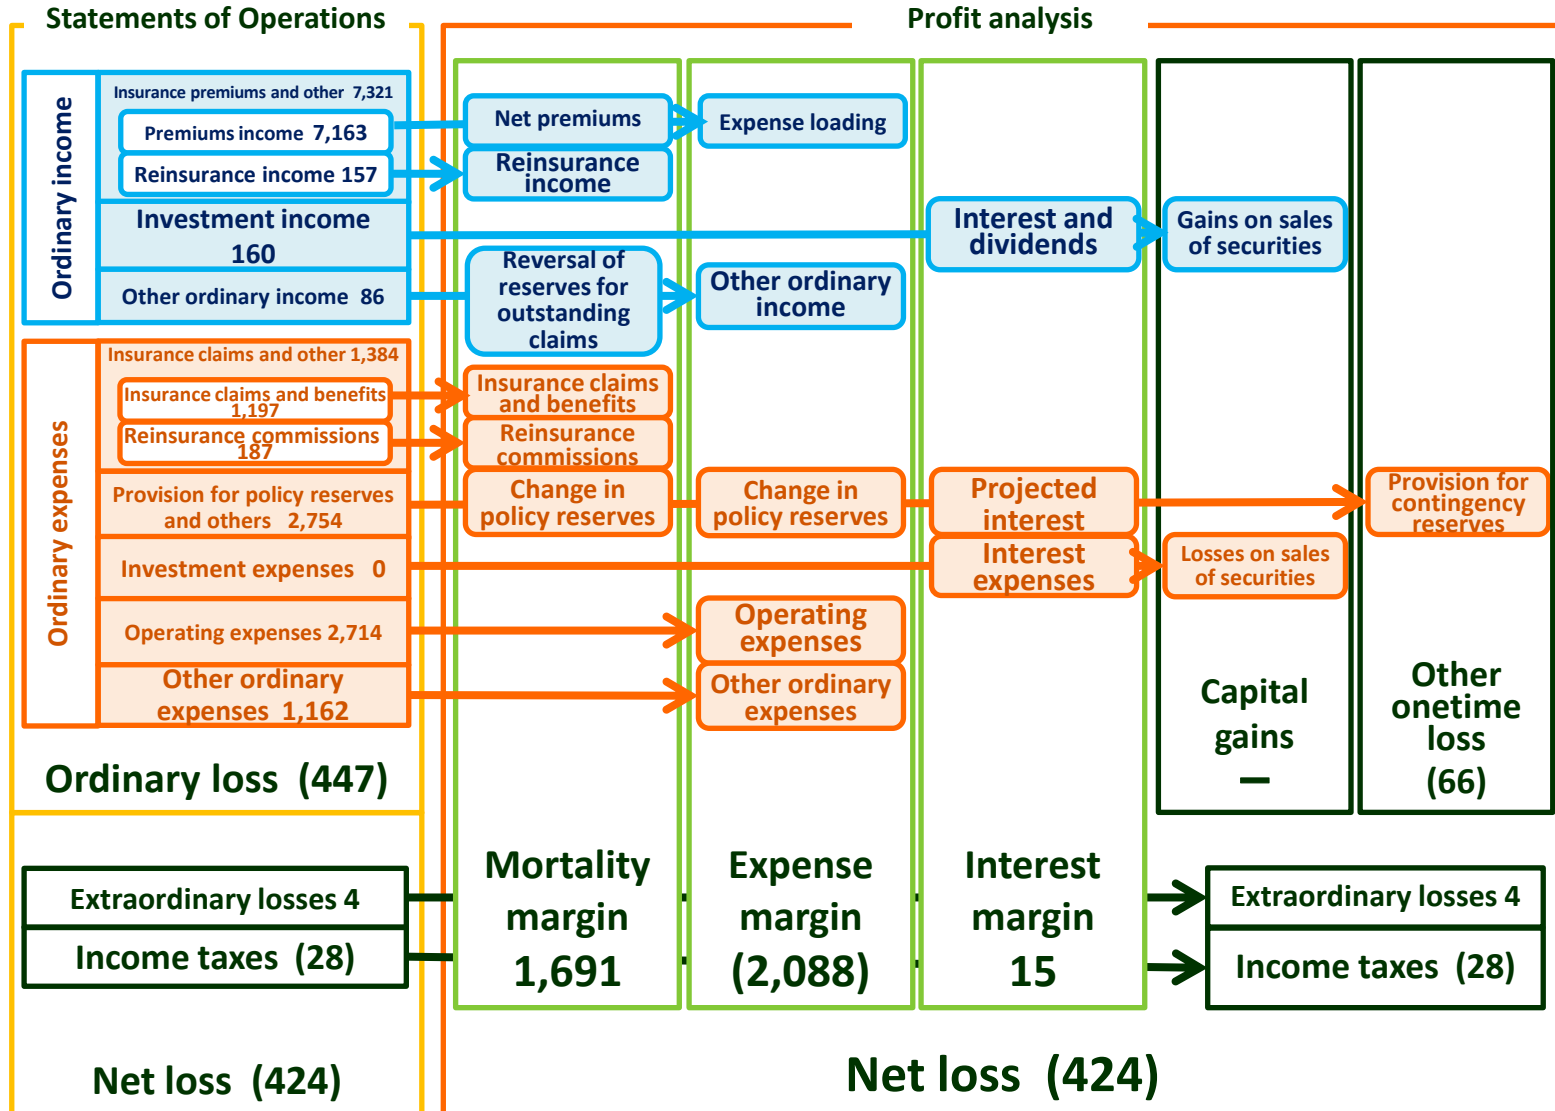 Statements of Operations
Profit analysis
Ordinary income
Insurance premiums and other 7,321
Premiums income 7,163
Reinsurance income 157
Investment income
160
Other ordinary income 86
Net premiums
Expense loading
Reinsurance
income
Interest and
dividends
Gains on sales
of securities
Reversal of
reserves for
outstanding
claims
Other ordinary
income
Ordinary expenses
Insurance claims and other 1,384
Insurance claims and benefits
1,197
Reinsurance commissions
187
Provision for policy reserves
and others 2,754
Investment expenses 0
Operating expenses 2,714
Other ordinary
expenses 1,162
Insurance claims
and benefits
Reinsurance
commissions
Change in
policy reserves
Change in
policy reserves
Projected
interest
Provision for
contingency
reserves
Interest
expenses
Losses on sales
of securities
Operating
expenses
Other ordinary
expenses
Capital
gains
—
Other
onetime
loss
(66)
Ordinary loss (447)
Mortality
margin
1,691
Expense
margin
(2,088)
Interest
margin
15
Extraordinary losses 4
Income taxes (28)
Extraordinary losses 4
Income taxes (28)
Net loss (424)
Net loss (424)